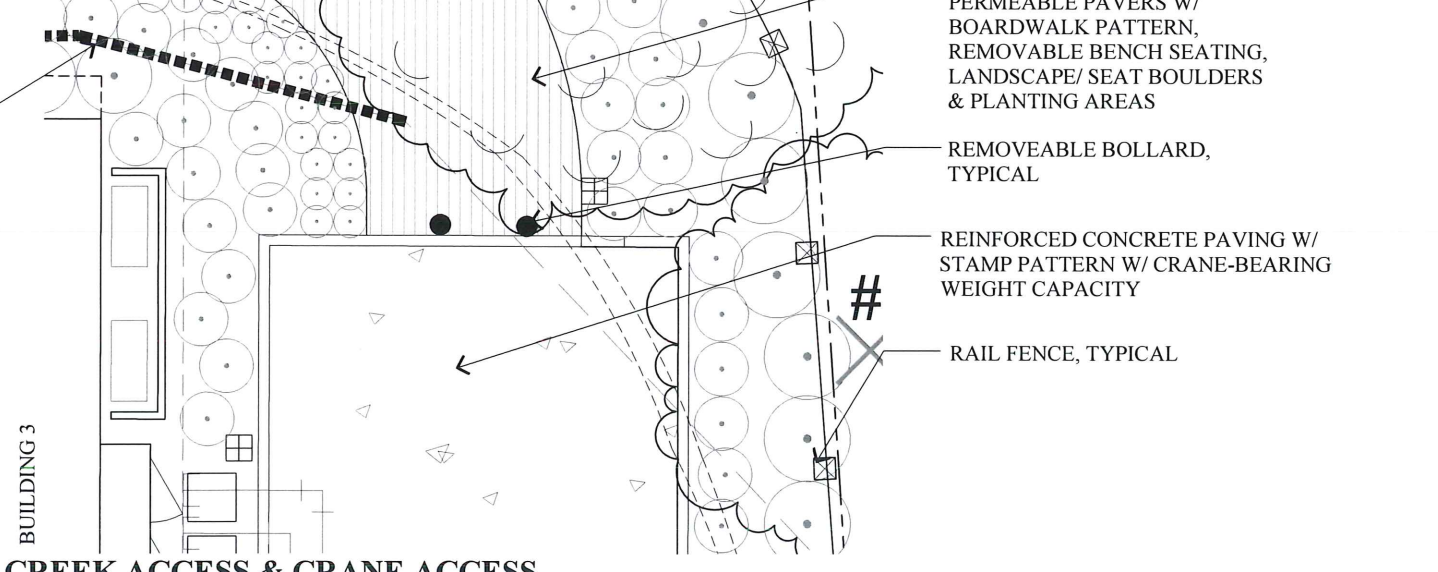 PERMEABLE PAVERS W/
BOARDWALK PATTERN,
REMOVABLE BENCH SEATING,
LANDSCAPE/ SEAT BOULDERS
& PLANTING AREAS
REMOVEABLE BOLLARD,
TYPICAL
REINFORCED CONCRETE PAVING W/
STAMP PATTERN W/ CRANE-BEARING
WEIGHT CAPACITY
#
RAIL FENCE, TYPICAL
BUILDING 3
CREEK ACCESS & CRANE ACCESS